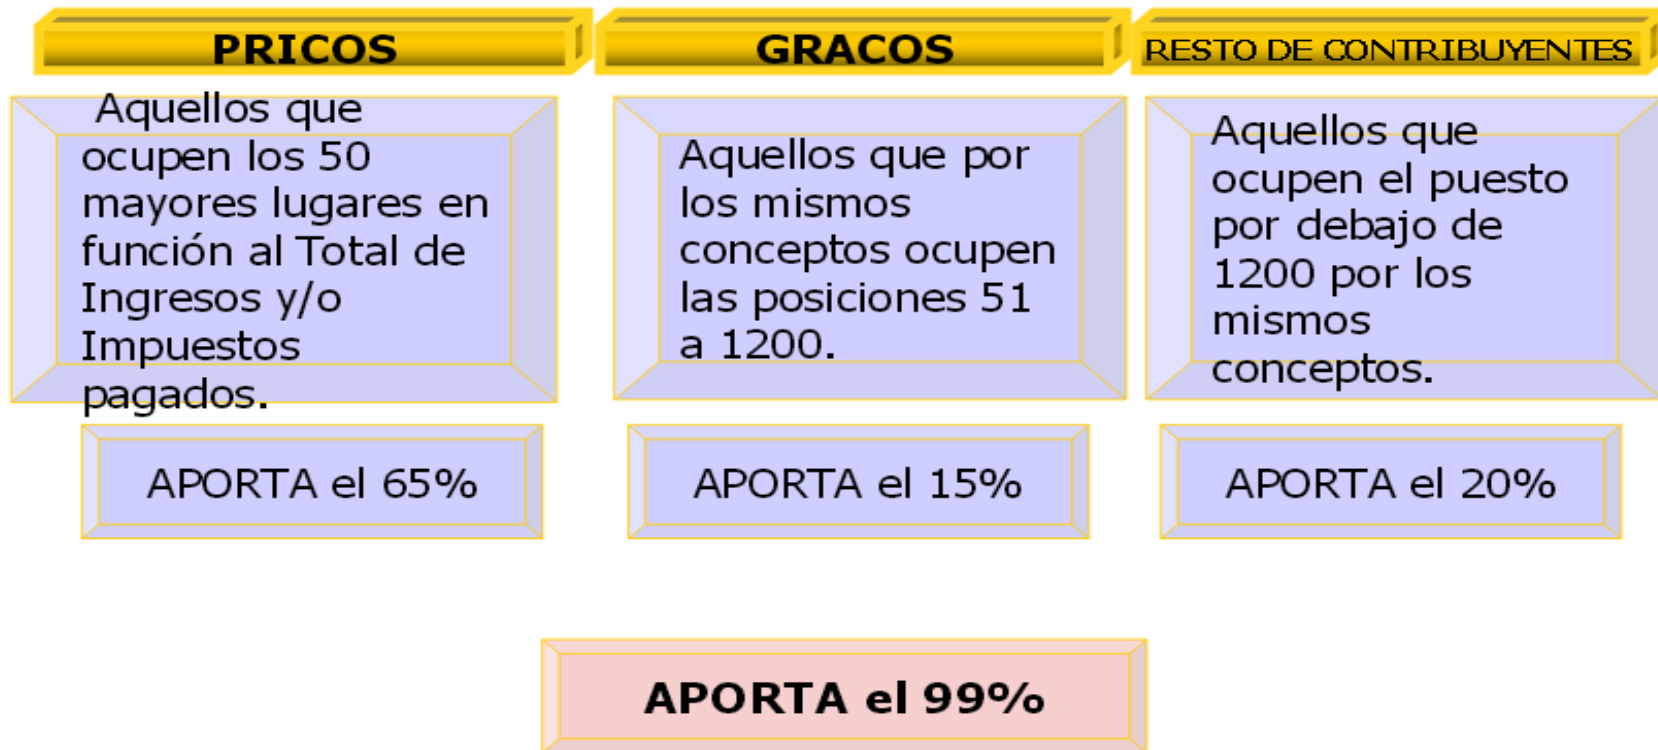 PRICOS
Aquellos que
ocupen los 50
mayores lugares en
función al Total de
Ingresos y/o
Impuestos
pagados.
APORTA el 65%
GRACOS
Aquellos que por
los mismos
conceptos ocupen
las posiciones 51
a 1200.
APORTA el 15%
RESTO DE CONTRIBUYENTES
Aquellos que
ocupen el puesto
por debajo de
1200 por los
mismos
conceptos.
APORTA el 20%
APORTA el 99%